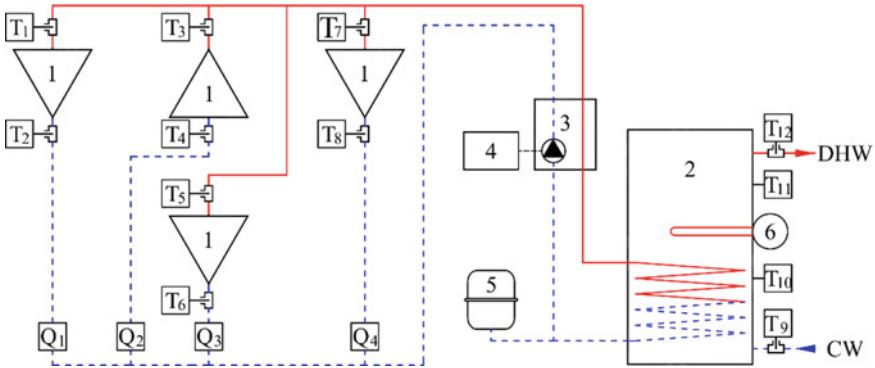 T1 T3 T7
1 1 1
T2 T4 T8
3
4
T12
DHW
2
T11
T5
1
6
5
T10
T6
Q1 Q2 Q3 Q4
T9
CW